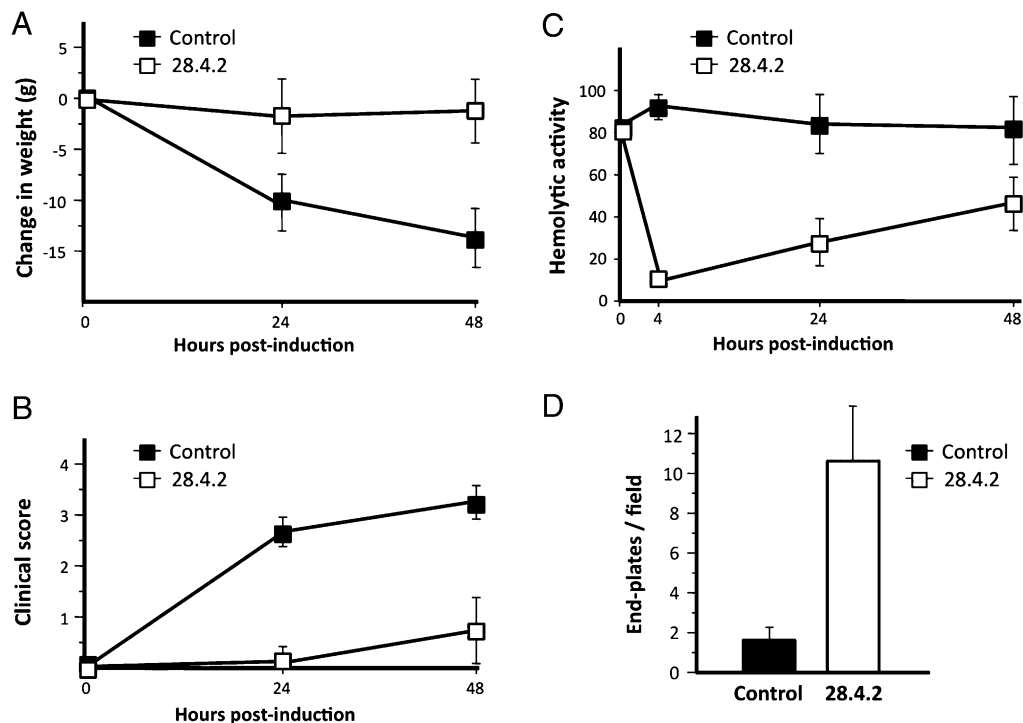 A
Control
28.4.2
Change in weight (g)
5
0
-5
-10
-15
0 24 48
Hours post-induction
B
Control
28.4.2
Clinical score
4
3
2
1
0 24 48
Hours post-induction
C
Control
28.4.2
Hemolytic activity
100
80
60
40
20
0
0 4 24 48
Hours post-induction
D
Control
28.4.2
End-plates / field
12
10
8
6
4
2
0
Control 28.4.2